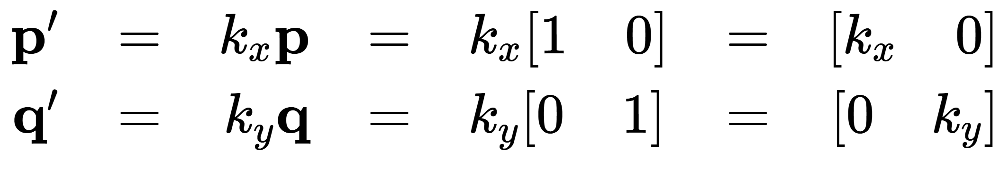 𝐩′ = kₓ𝐩 = kₓ[1 0] = [kₓ 0]
𝐪′ = k_y𝐪 = k_y[0 1] = [0 k_y]